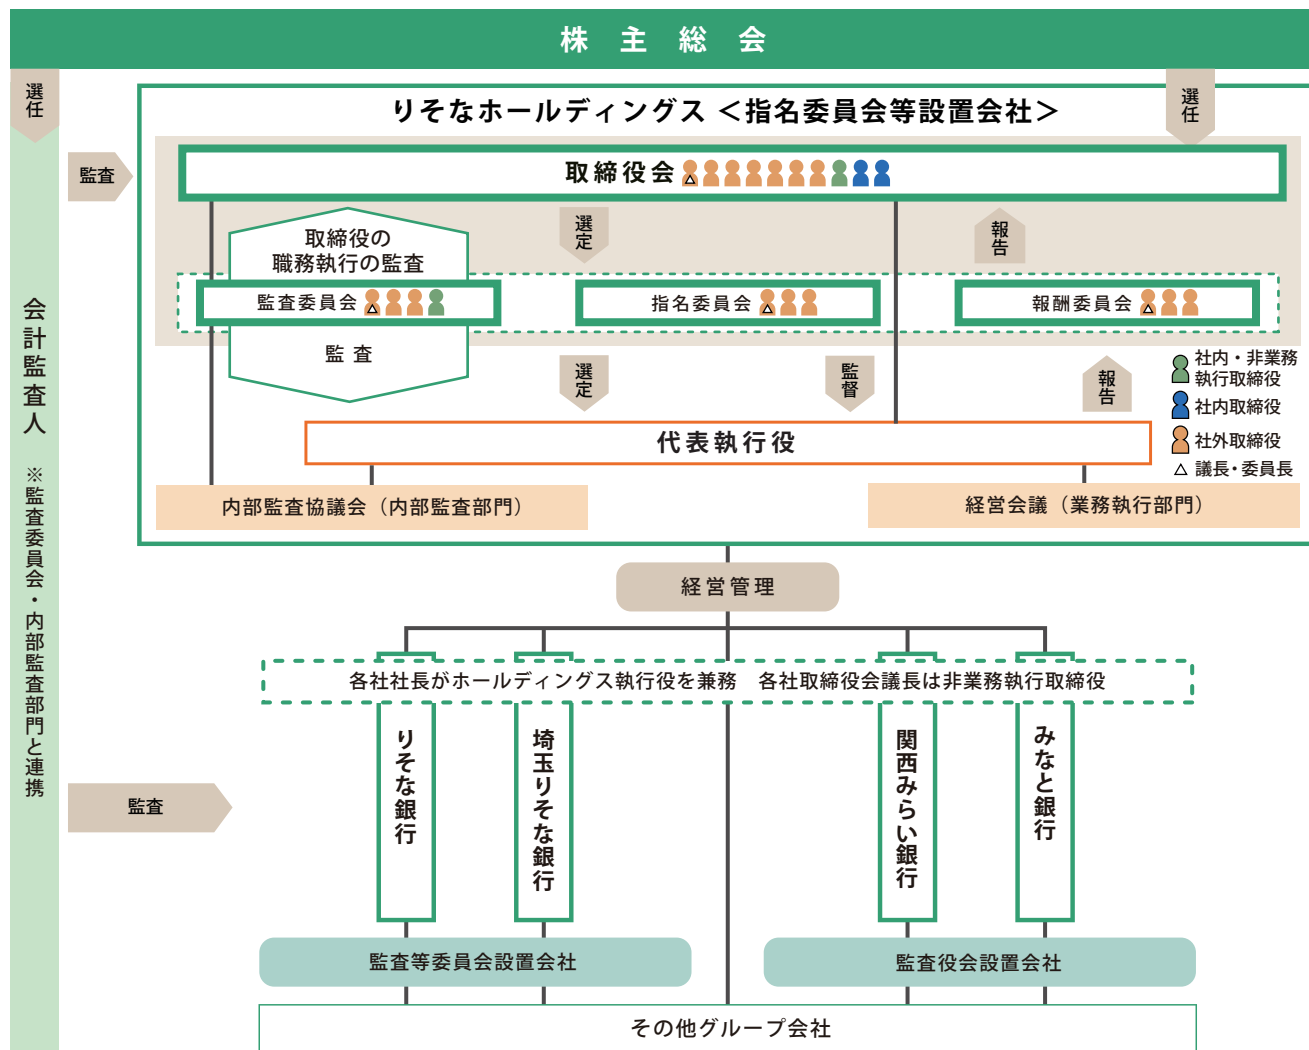 株主総会
選任
りそなホールディングス ＜指名委員会等設置会社＞
選任
監査
取締役会
取締役の
職務執行の監査
選定
報告
監査委員会
指名委員会
報酬委員会
監査
選定
監督
報告
社内・非業務
執行取締役
社内取締役
社外取締役
議長・委員長
代表執行役
内部監査協議会（内部監査部門）
経営会議（業務執行部門）
会計監査人 ※監査委員会・内部監査部門と連携
経営管理
各社社長がホールディングス執行役を兼務 各社取締役会議長は非業務執行取締役
りそな銀行
埼玉りそな銀行
関西みらい銀行
みなと銀行
監査
監査等委員会設置会社
監査役会設置会社
その他グループ会社